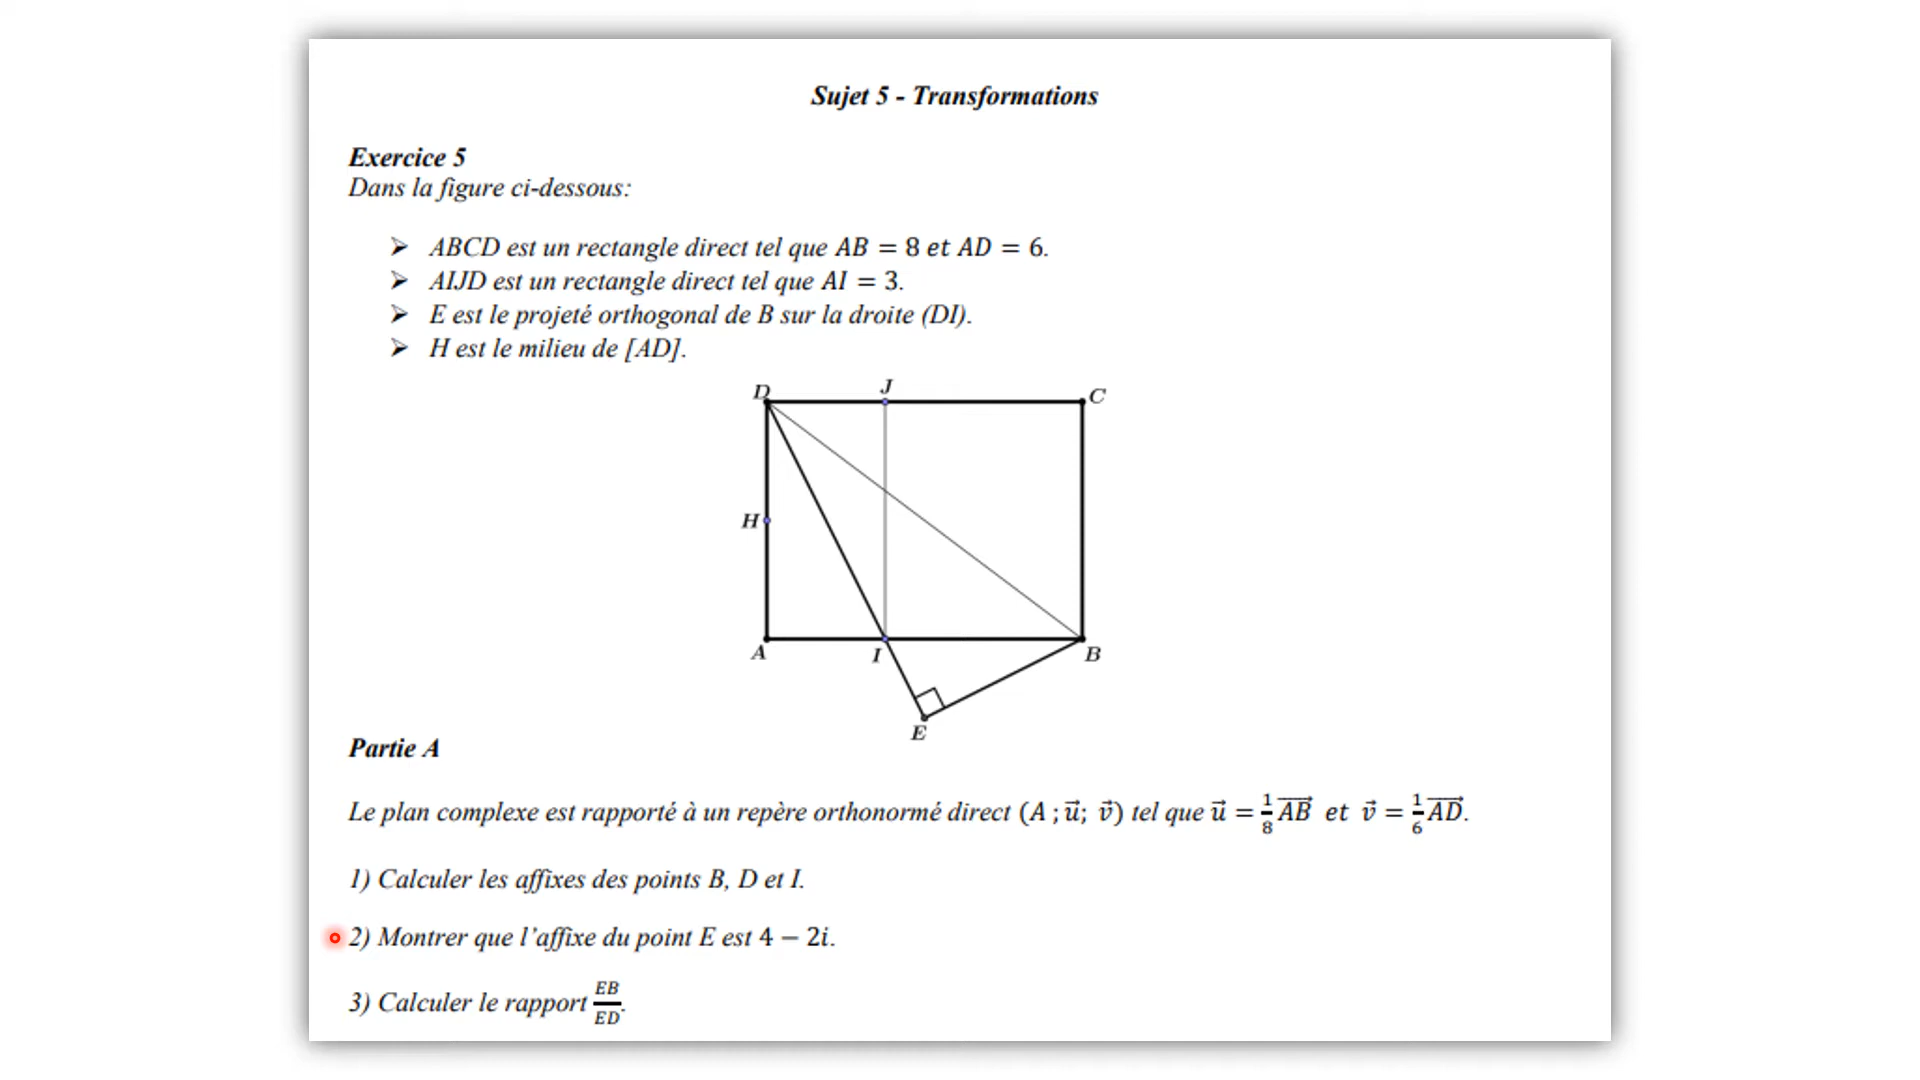 Sujet 5 - Transformations
Exercice 5
Dans la figure ci-dessous:
➢ ABCD est un rectangle direct tel que AB = 8 et AD = 6.
➢ AIJD est un rectangle direct tel que AI = 3.
➢ E est le projeté orthogonal de B sur la droite (DI).
➢ H est le milieu de [AD].
D J C
H
A I B
E
Partie A
Le plan complexe est rapporté à un repère orthonormé direct (A ; u⃗; v⃗) tel que u⃗ = 1/8 AB⃗ et v⃗ = 1/6 AD⃗.
1) Calculer les affixes des points B, D et I.
2) Montrer que l'affixe du point E est 4 − 2i.
3) Calculer le rapport EB/ED.